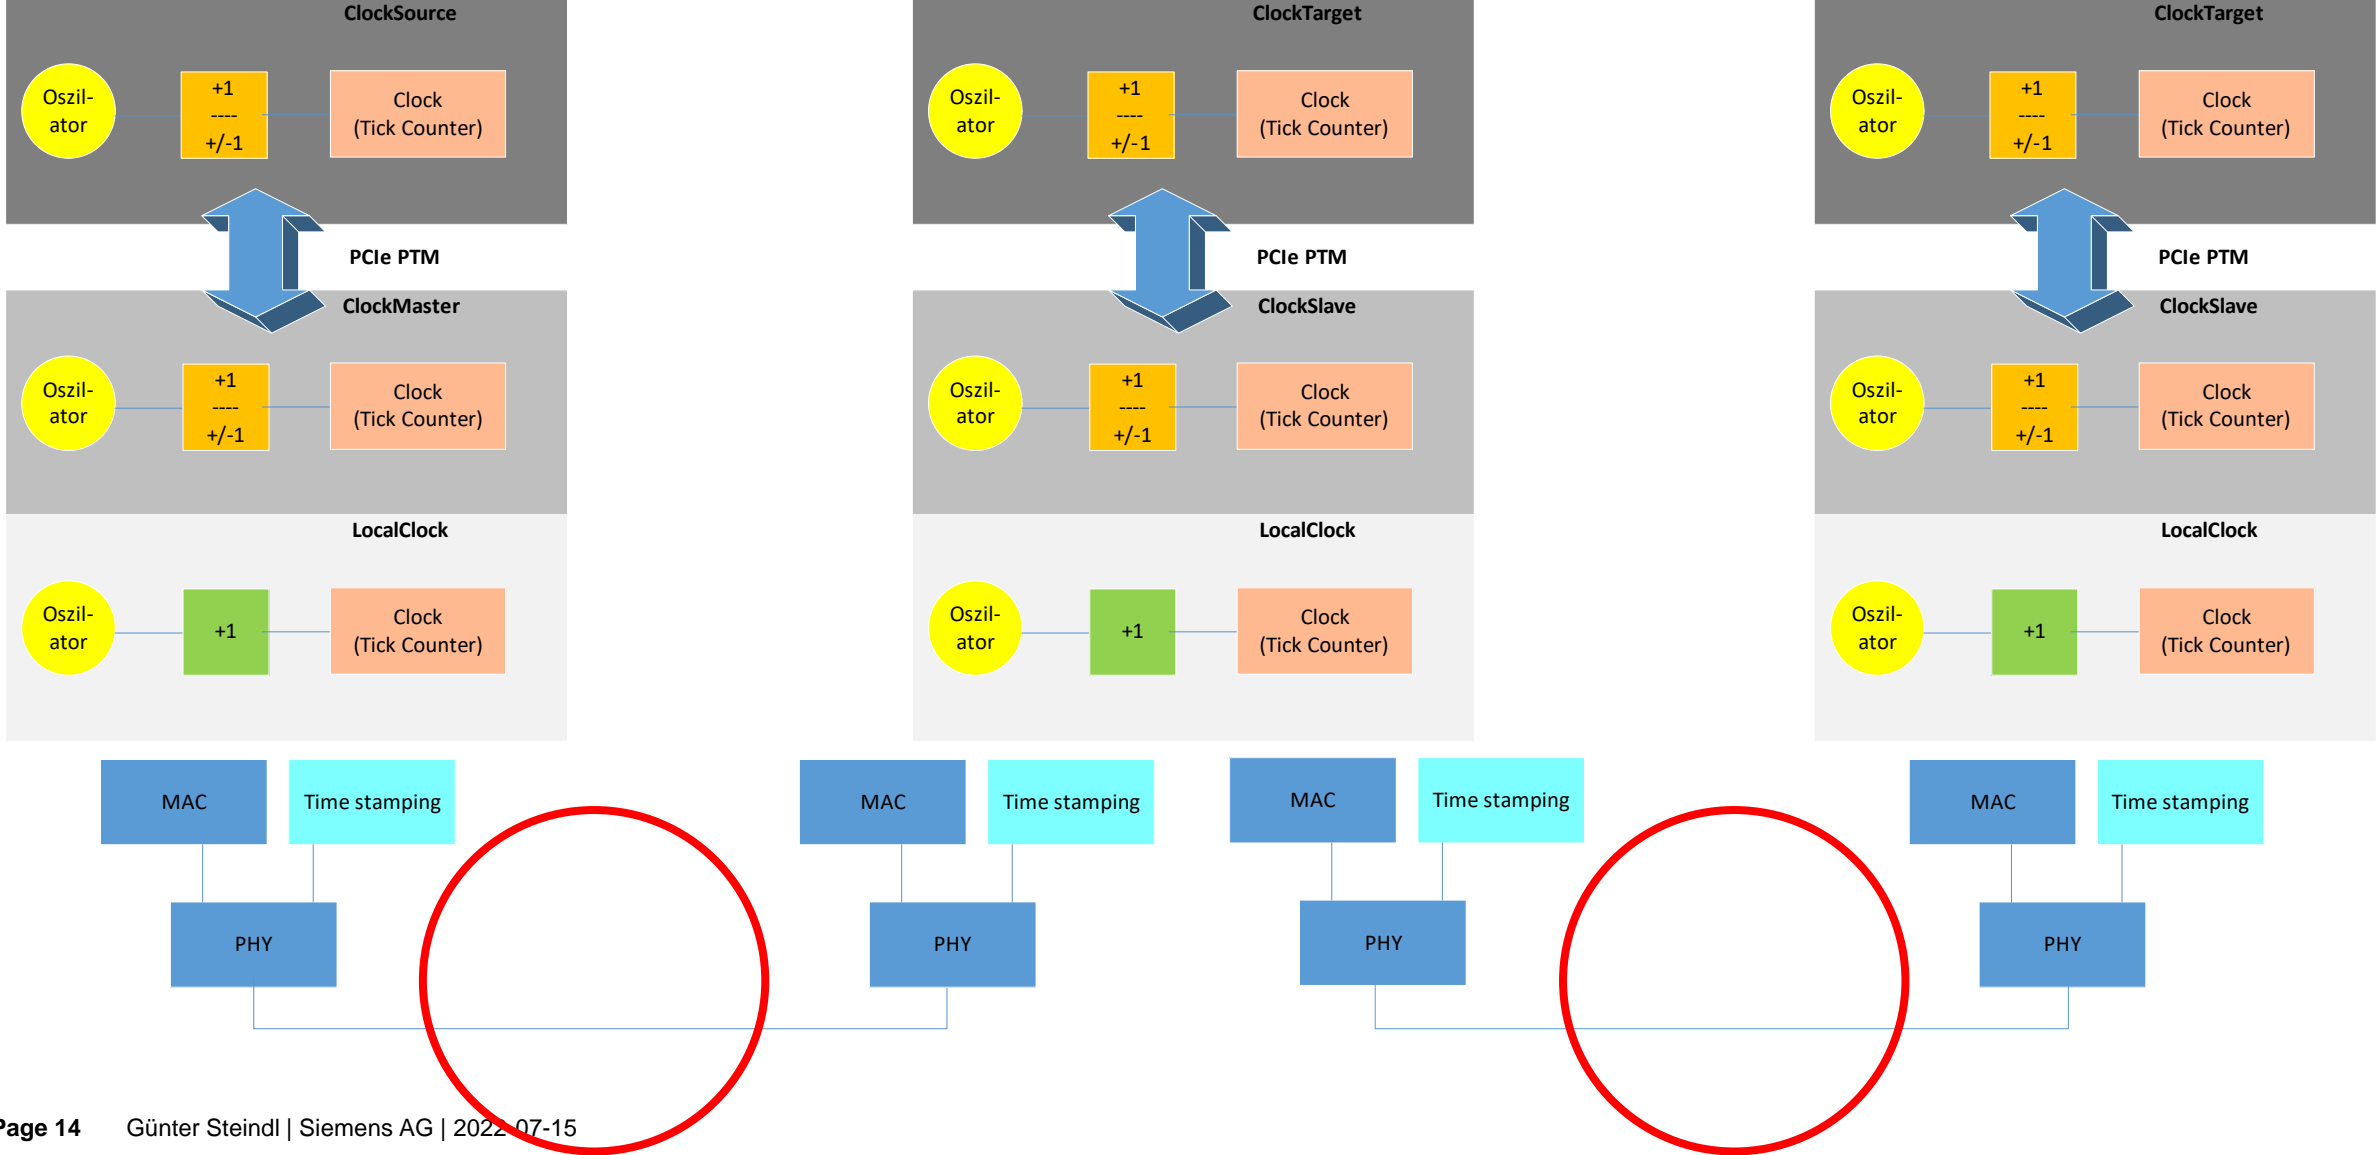 ClockSource
Oszil-
ator
+1
----
+/-1
Clock
(Tick Counter)
ClockTarget
Oszil-
ator
+1
----
+/-1
Clock
(Tick Counter)
ClockTarget
Oszil-
ator
+1
----
+/-1
Clock
(Tick Counter)
PCIe PTM
PCIe PTM
PCIe PTM
ClockMaster
Oszil-
ator
+1
----
+/-1
Clock
(Tick Counter)
ClockSlave
Oszil-
ator
+1
----
+/-1
Clock
(Tick Counter)
ClockSlave
Oszil-
ator
+1
----
+/-1
Clock
(Tick Counter)
LocalClock
Oszil-
ator
+1
Clock
(Tick Counter)
LocalClock
Oszil-
ator
+1
Clock
(Tick Counter)
LocalClock
Oszil-
ator
+1
Clock
(Tick Counter)
MAC
Time stamping
MAC
Time stamping
MAC
Time stamping
MAC
Time stamping
PHY
PHY
PHY
PHY
Page 14 Günter Steindl | Siemens AG | 2022-07-15